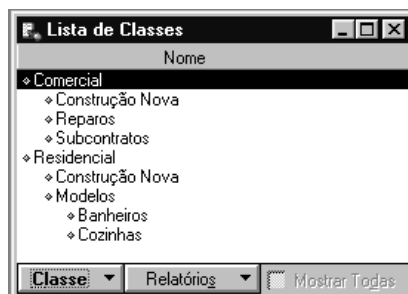 Lista de Classes
Nome
Comercial
Construção Nova
Reparos
Subcontratos
Residencial
Construção Nova
Modelos
Banheiros
Cozinhas
Classe Relatórios Mostrar Todas